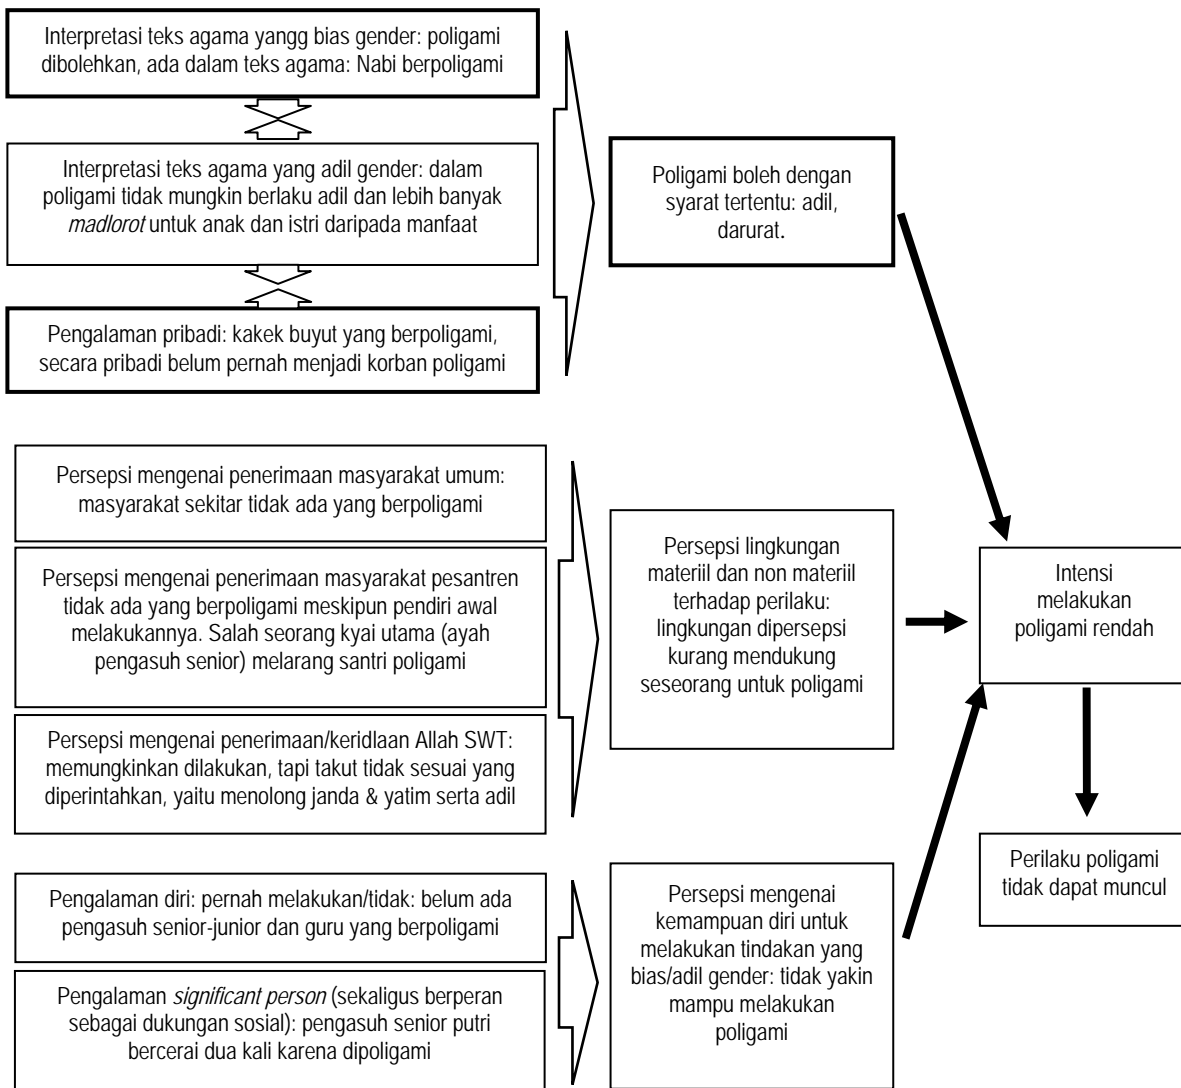 Interpretasi teks agama yangg bias gender: poligami
dibolehkan, ada dalam teks agama: Nabi berpoligami
Interpretasi teks agama yang adil gender: dalam
poligami tidak mungkin berlaku adil dan lebih banyak
madlorot untuk anak dan istri daripada manfaat
Pengalaman pribadi: kakek buyut yang berpoligami,
secara pribadi belum pernah menjadi korban poligami
Poligami boleh dengan
syarat tertentu: adil,
darurat.
Persepsi mengenai penerimaan masyarakat umum:
masyarakat sekitar tidak ada yang berpoligami
Persepsi mengenai penerimaan masyarakat pesantren
tidak ada yang berpoligami meskipun pendiri awal
melakukannya. Salah seorang kyai utama (ayah
pengasuh senior) melarang santri poligami
Persepsi mengenai penerimaan/keridlaan Allah SWT:
memungkinkan dilakukan, tapi takut tidak sesuai yang
diperintahkan, yaitu menolong janda & yatim serta adil
Persepsi lingkungan
materiil dan non materiil
terhadap perilaku:
lingkungan dipersepsi
kurang mendukung
seseorang untuk poligami
Intensi
melakukan
poligami rendah
Perilaku poligami
tidak dapat muncul
Pengalaman diri: pernah melakukan/tidak: belum ada
pengasuh senior-junior dan guru yang berpoligami
Pengalaman significant person (sekaligus berperan
sebagai dukungan sosial): pengasuh senior putri
bercerai dua kali karena dipoligami
Persepsi mengenai
kemampuan diri untuk
melakukan tindakan yang
bias/adil gender: tidak yakin
mampu melakukan
poligami